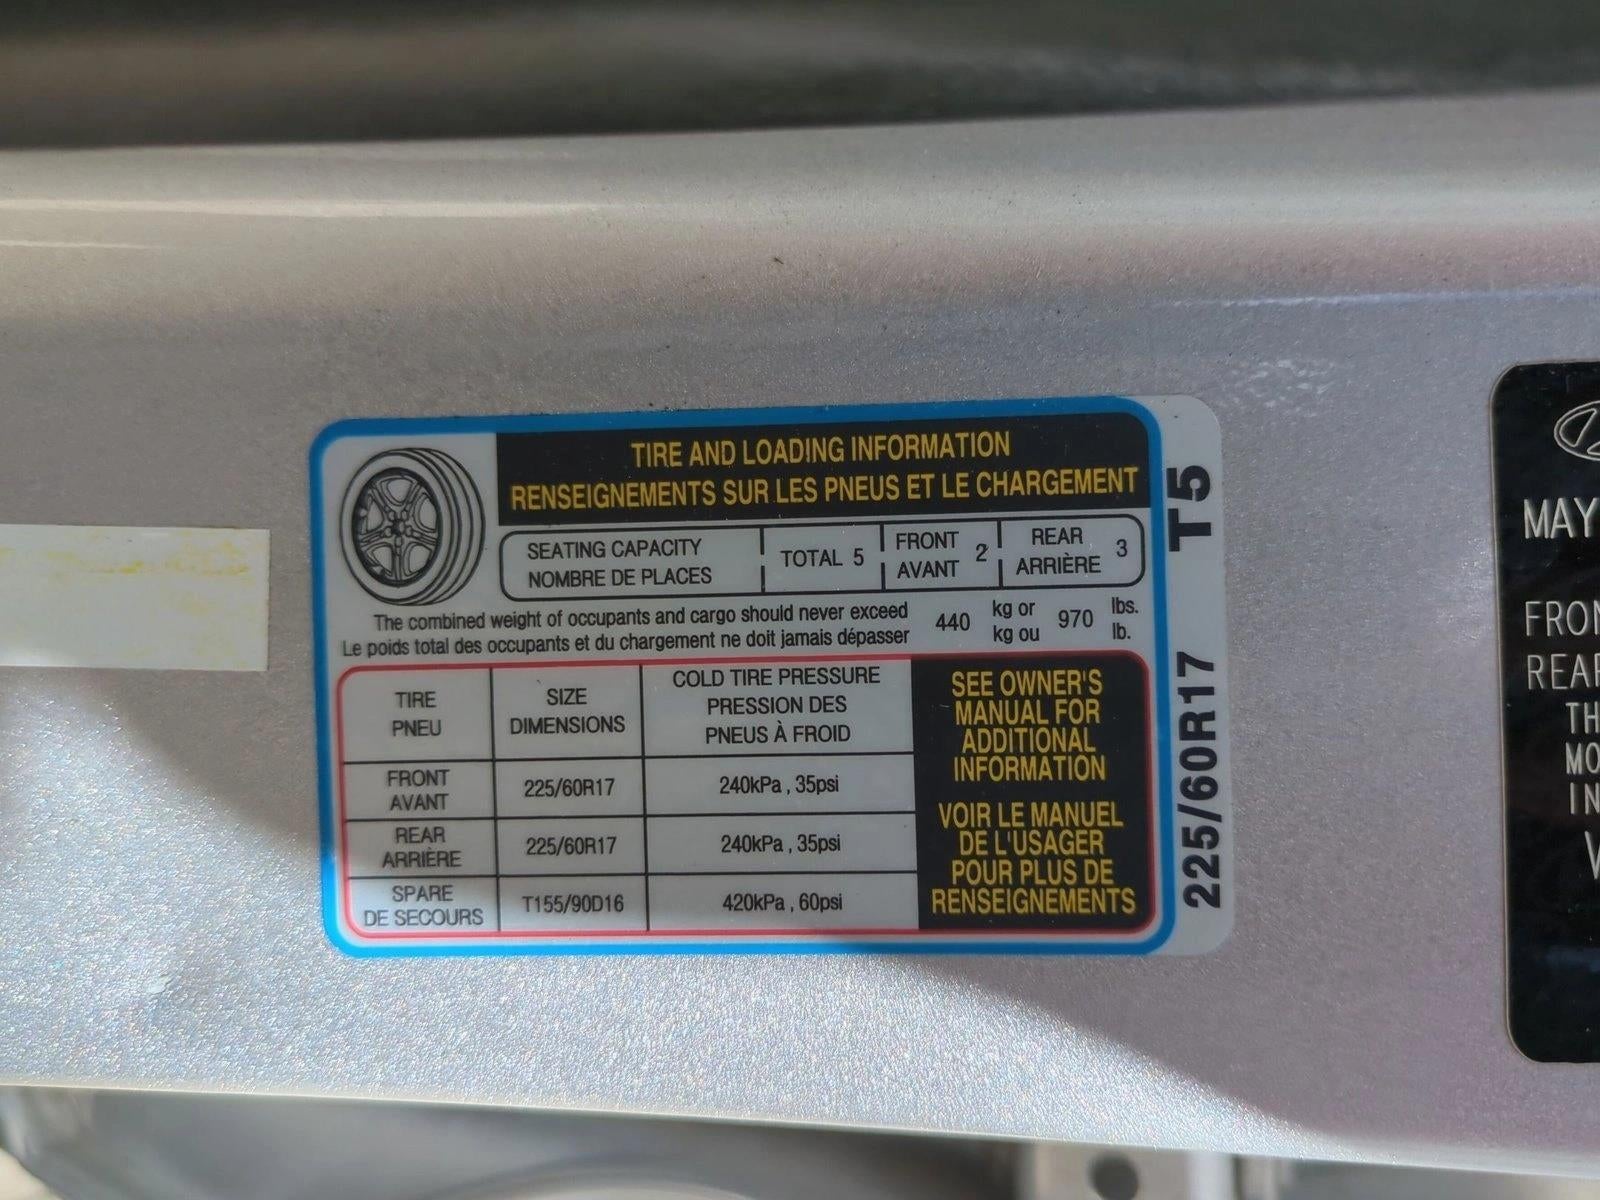 TIRE AND LOADING INFORMATION
RENSEIGNEMENTS SUR LES PNEUS ET LE CHARGEMENT
SEATING CAPACITY
NOMBRE DE PLACES
TOTAL 5
FRONT
AVANT
2
REAR
ARRIÈRE
3
The combined weight of occupants and cargo should never exceed
Le poids total des occupants et du chargement ne doit jamais dépasser
440
kg or
kg ou
970
lbs.
lb.
TIRE
PNEU
SIZE
DIMENSIONS
COLD TIRE PRESSURE
PRESSION DES
PNEUS À FROID
FRONT
AVANT
225/60R17
240kPa , 35psi
REAR
ARRIÈRE
225/60R17
240kPa , 35psi
SPARE
DE SECOURS
T155/90D16
420kPa , 60psi
SEE OWNER'S
MANUAL FOR
ADDITIONAL
INFORMATION
VOIR LE MANUEL
DE L'USAGER
POUR PLUS DE
RENSEIGNEMENTS
225/60R17 T5
MAY
REAR